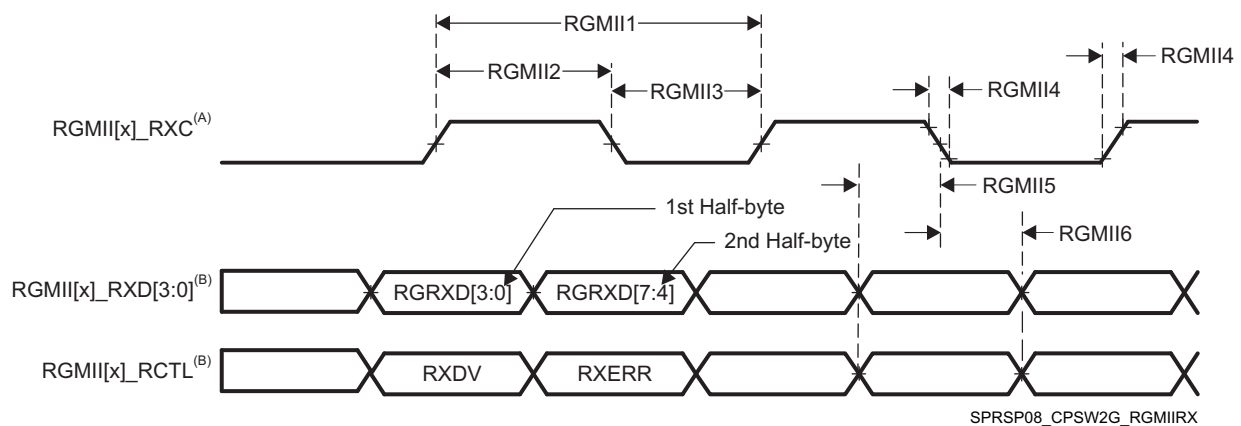 RGMII1
RGMII4
RGMII2
RGMII4
RGMII3
RGMII[x]_RXC(A)
RGMII5
1st Half-byte
RGMII6
2nd Half-byte
RGMII[x]_RXD[3:0](B)
RGRXD[3:0]
RGRXD[7:4]
RGMII[x]_RCTL(B)
RXDV
RXERR
SPRSP08_CPSW2G_RGMIIRX